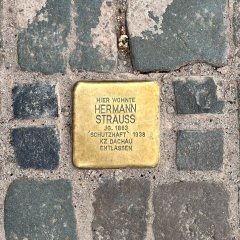 HIER WOHNTE
HERMANN
STRAUSS
JG. 1883
"SCHUTZHAFT" 1938
KZ DACHAU
ENTLASSEN